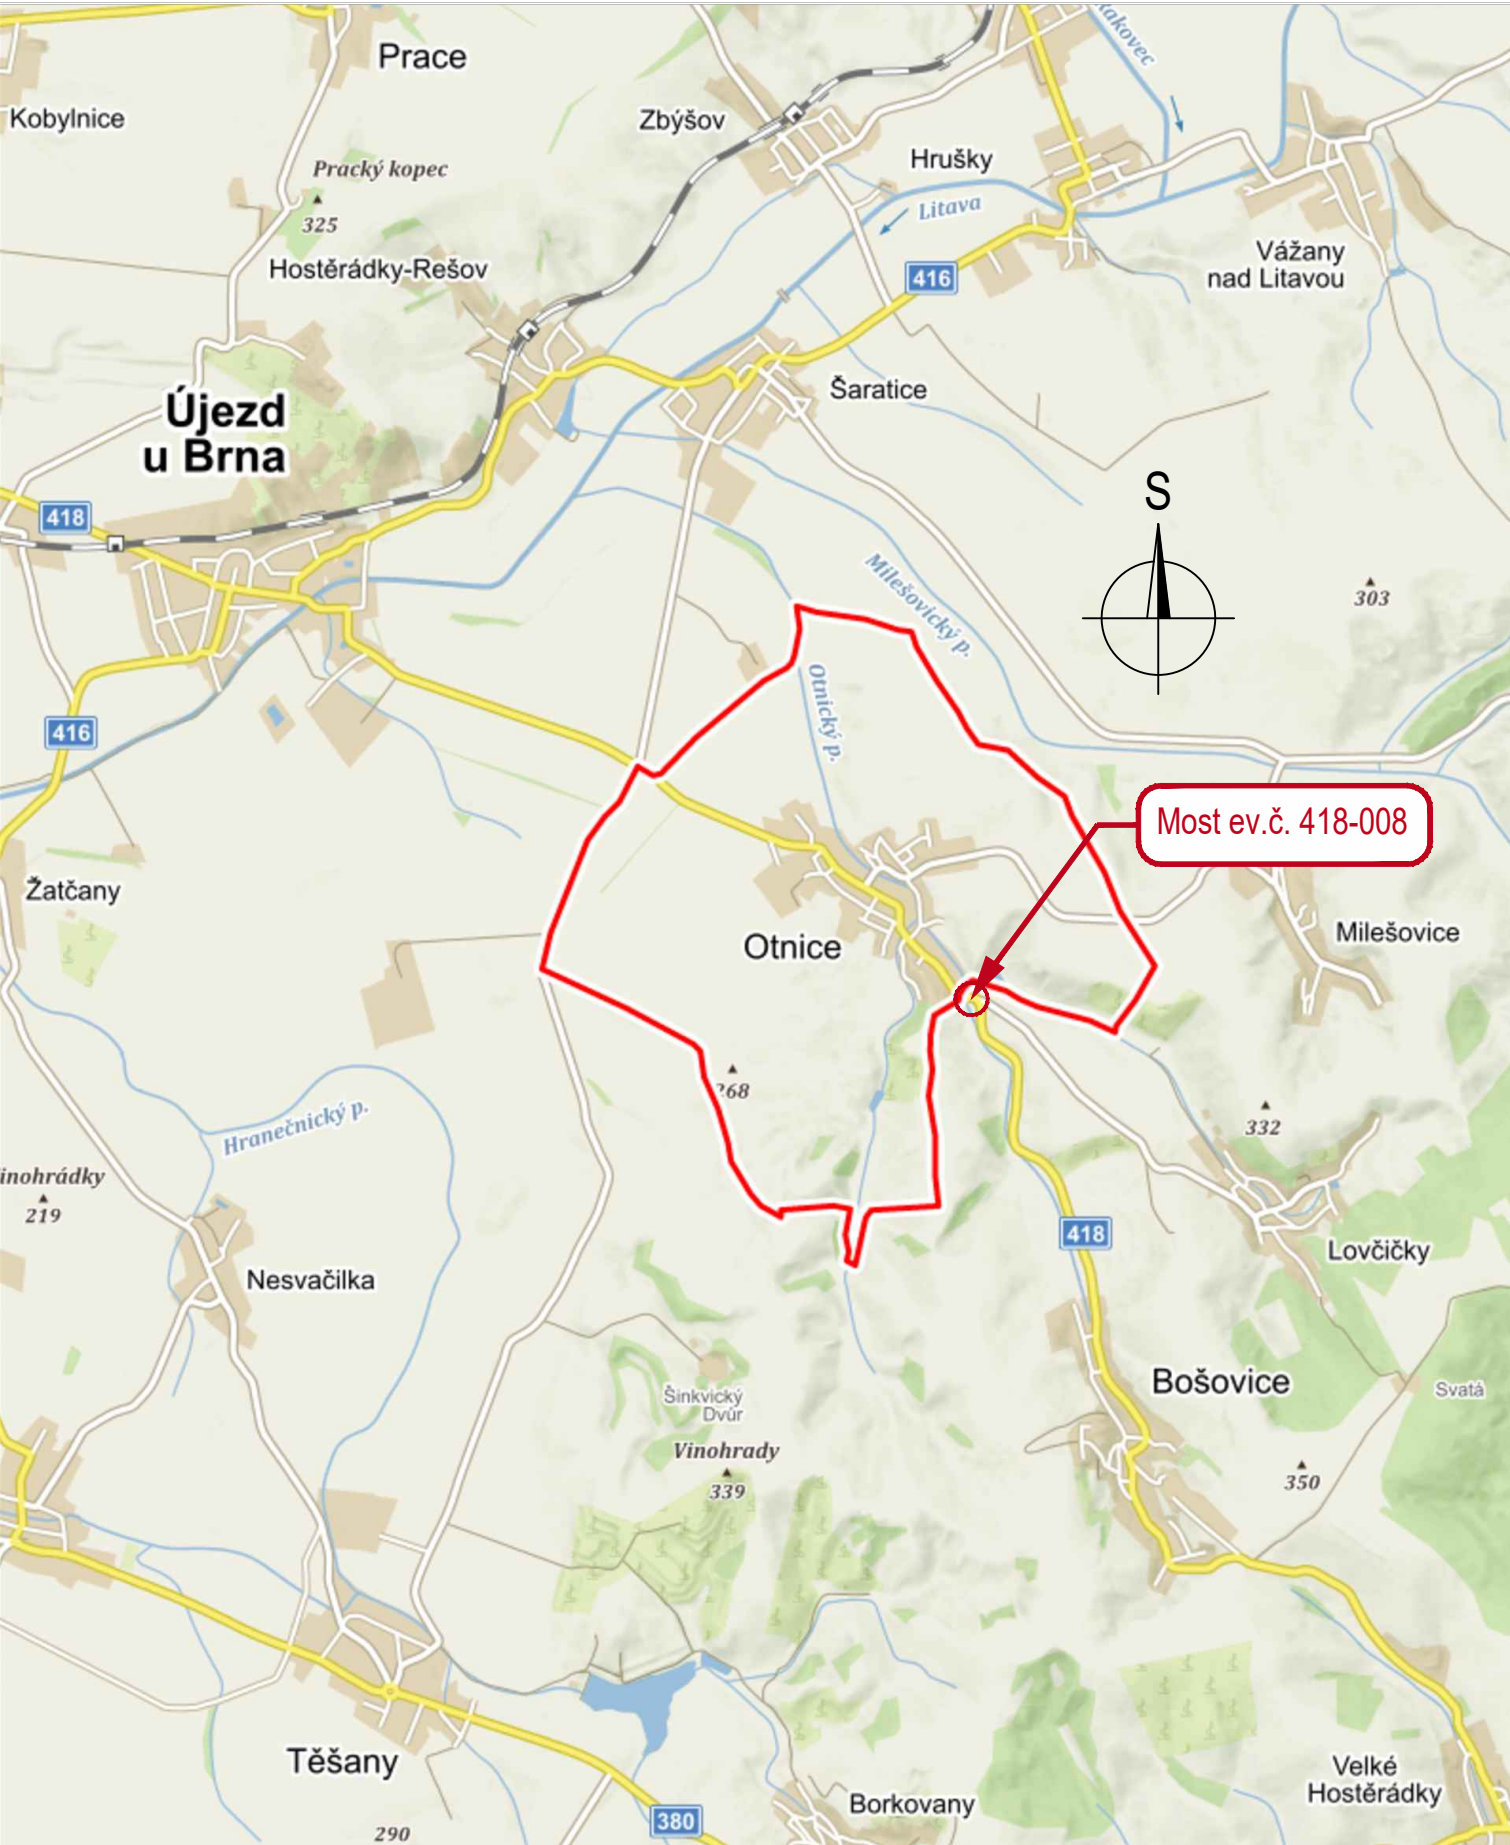 Prace
Kobylnice
Zbýšov
Hrušky
Pracký kopec
325
Litava
Vážany
nad Litavou
Hostěrádky-Rešov
416
Šaratice
Újezd
u Brna
418
S
Milešovický p.
303
Otnický p.
416
Most ev.č. 418-008
Žatčany
Otnice
Milešovice
268
Hranečnický p.
332
inohrádky
219
418
Lovčičky
Nesvačilka
Bošovice
Svatá
Šinkvický
Dvůr
Vinohrady
339
350
Těšany
Velké
Hostěrádky
Borkovany
380
290